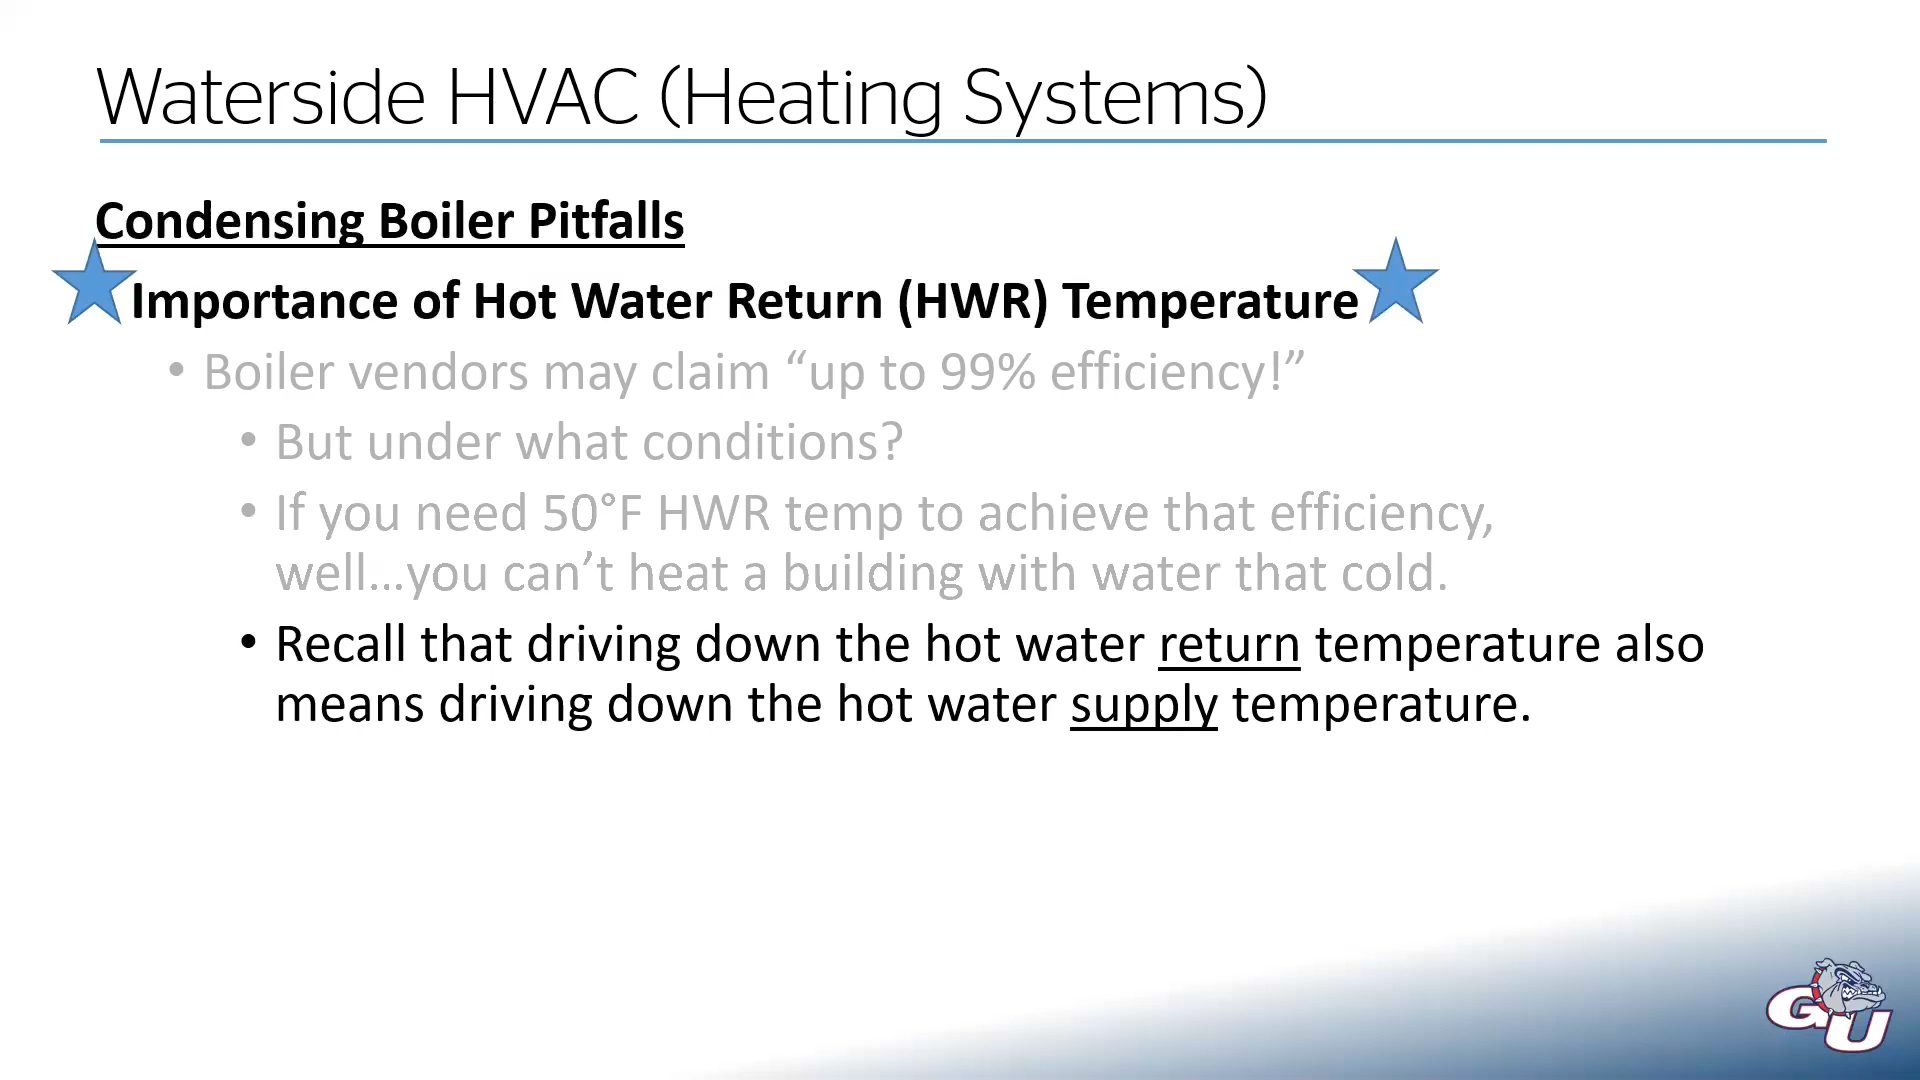 Waterside HVAC (Heating Systems)
Condensing Boiler Pitfalls
Importance of Hot Water Return (HWR) Temperature
• Boiler vendors may claim “up to 99% efficiency!”
• But under what conditions?
• If you need 50°F HWR temp to achieve that efficiency,
well…you can’t heat a building with water that cold.
• Recall that driving down the hot water return temperature also
means driving down the hot water supply temperature.
GU